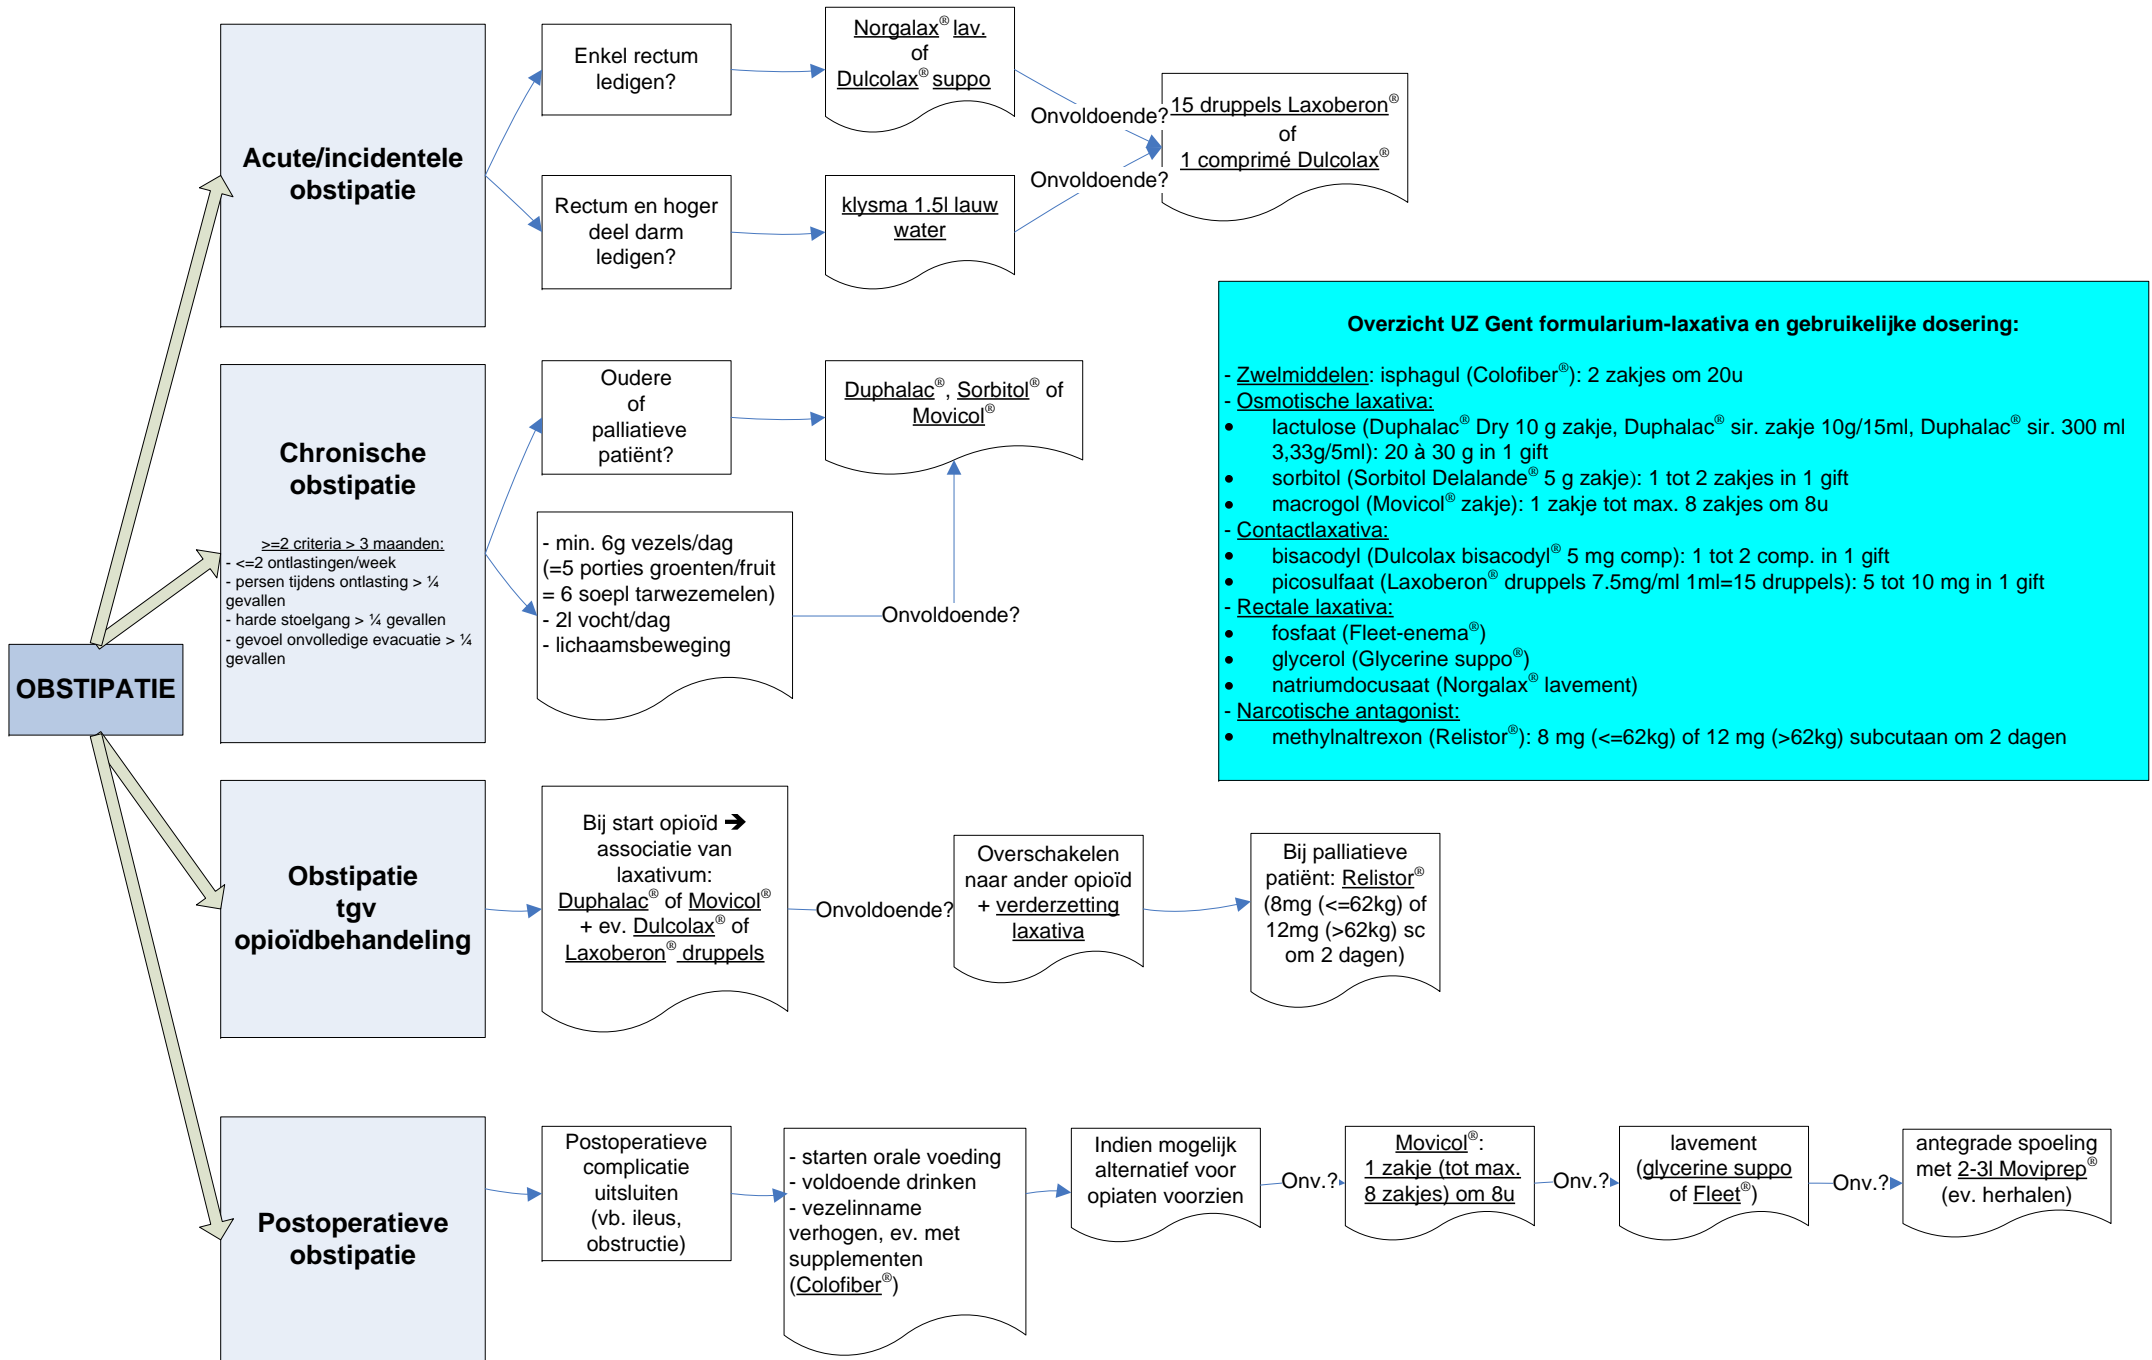 OBSTIPATIE
Acute/incidentele
obstipatie
Enkel rectum
ledigen?
Norgalax® lav.
of
Dulcolax® suppo
Onvoldoende?
Rectum en hoger
deel darm
ledigen?
klysma 1.5l lauw
water
Onvoldoende?
15 druppels Laxoberon®
of
1 comprimé Dulcolax®
Chronische
obstipatie
>=2 criteria > 3 maanden:
- <=2 ontlastingen/week
- persen tijdens ontlasting > ¼
gevallen
- harde stoelgang > ¼ gevallen
- gevoel onvolledige evacuatie > ¼
gevallen
Oudere
of
palliatieve
patiënt?
Duphalac®, Sorbitol® of
Movicol®
- min. 6g vezels/dag
(=5 porties groenten/fruit
= 6 soepl tarwezemelen)
- 2l vocht/dag
- lichaamsbeweging
Onvoldoende?
Overzicht UZ Gent formularium-laxativa en gebruikelijke dosering:
- Zwelmiddelen: isphagul (Colofiber®): 2 zakjes om 20u
- Osmotische laxativa:
• lactulose (Duphalac® Dry 10 g zakje, Duphalac® sir. zakje 10g/15ml, Duphalac® sir. 300 ml
3,33g/5ml): 20 à 30 g in 1 gift
• sorbitol (Sorbitol Delalande® 5 g zakje): 1 tot 2 zakjes in 1 gift
• macrogol (Movicol® zakje): 1 zakje tot max. 8 zakjes om 8u
- Contactlaxativa:
• bisacodyl (Dulcolax bisacodyl® 5 mg comp): 1 tot 2 comp. in 1 gift
• picosulfaat (Laxoberon® druppels 7.5mg/ml 1ml=15 druppels): 5 tot 10 mg in 1 gift
- Rectale laxativa:
• fosfaat (Fleet-enema®)
• glycerol (Glycerine suppo®)
• natriumdocusaat (Norgalax® lavement)
- Narcotische antagonist:
• methylnaltrexon (Relistor®): 8 mg (<=62kg) of 12 mg (>62kg) subcutaan om 2 dagen
Obstipatie
tgv
opioïdbehandeling
Bij start opioïd ➔
associatie van
laxativum:
Duphalac® of Movicol®
+ ev. Dulcolax® of
Laxoberon® druppels
Onvoldoende?
Overschakelen
naar ander opioïd
+ verderzetting
laxativa
Bij palliatieve
patiënt: Relistor®
(8mg (<=62kg) of
12mg (>62kg) sc
om 2 dagen)
Postoperatieve
obstipatie
Postoperatieve
complicatie
uitsluiten
(vb. ileus,
obstructie)
- starten orale voeding
- voldoende drinken
- vezelinname
verhogen, ev. met
supplementen
(Colofiber®)
Indien mogelijk
alternatief voor
opiaten voorzien
Onv.?
Movicol®:
1 zakje (tot max.
8 zakjes) om 8u
Onv.?
lavement
(glycerine suppo
of Fleet®)
Onv.?
antegrade spoeling
met 2-3l Moviprep®
(ev. herhalen)